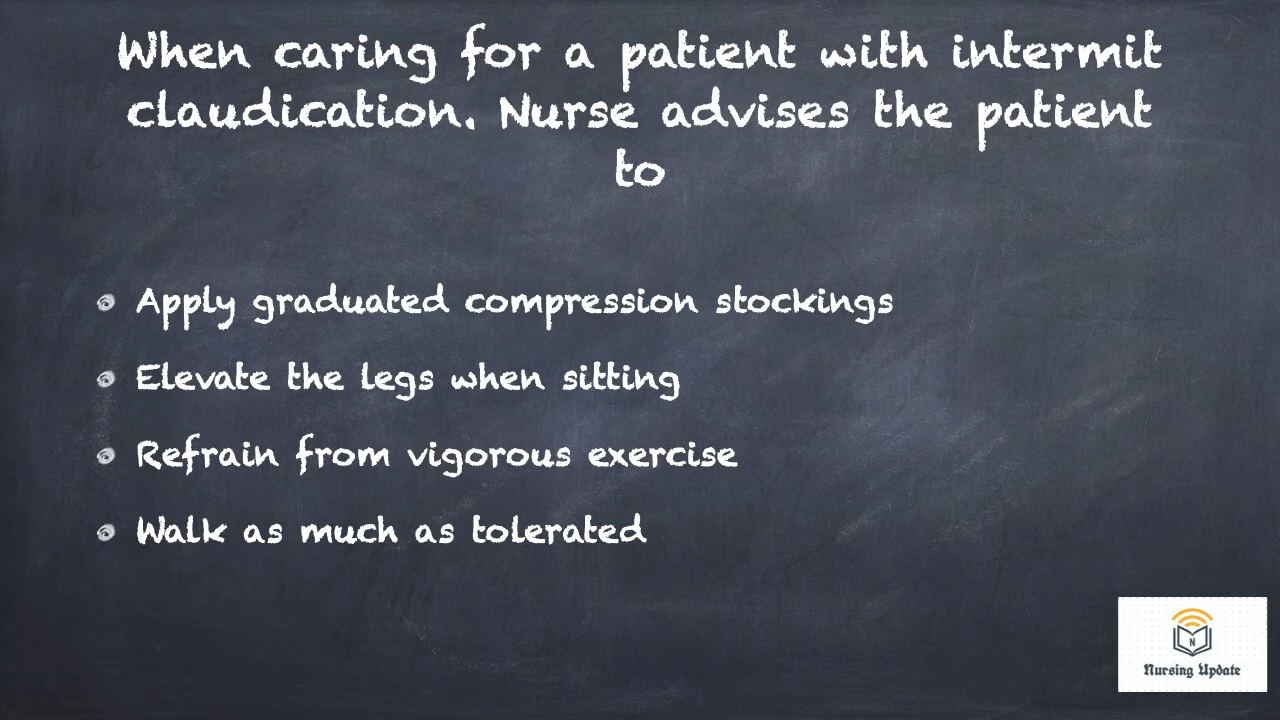 When caring for a patient with intermit
claudication. Nurse advises the patient
to
Apply graduated compression stockings
Elevate the legs when sitting
Refrain from vigorous exercise
Walk as much as tolerated
N
Nursing Update